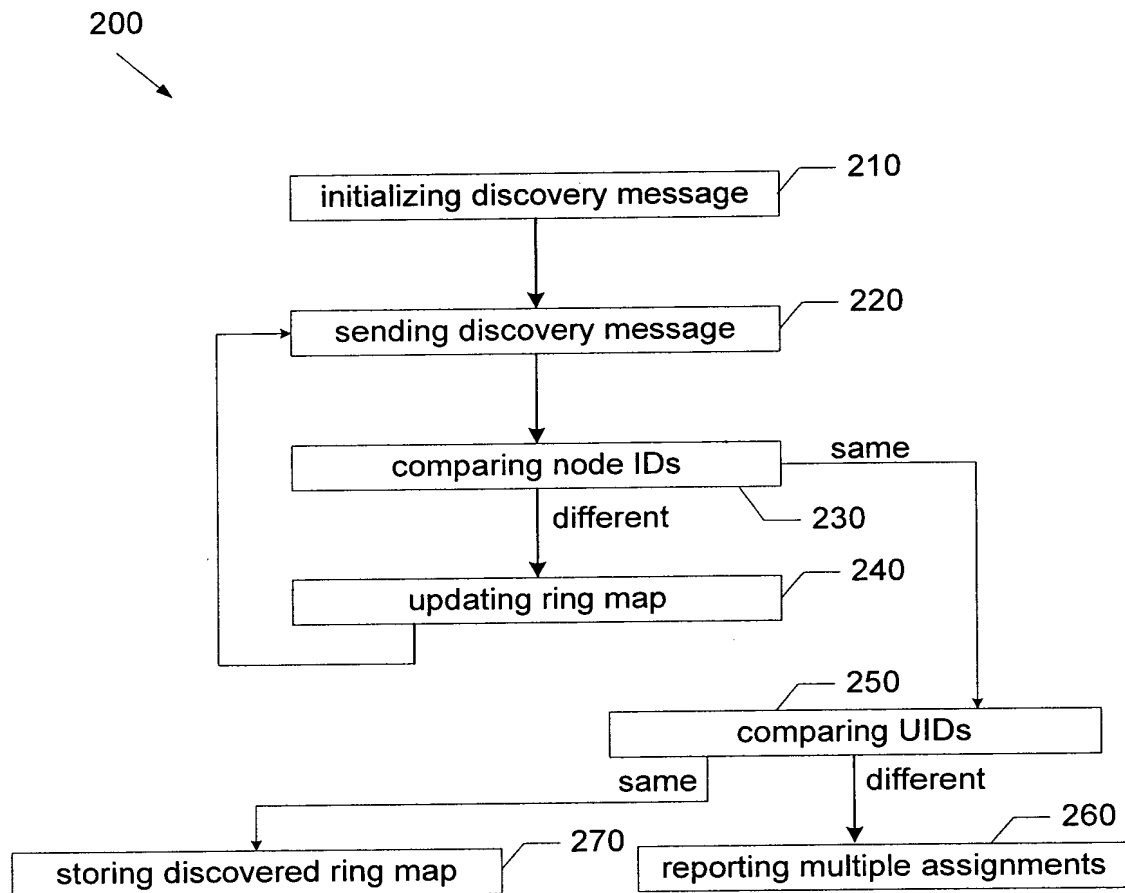 200
210
initializing discovery message
220
sending discovery message
same
comparing node IDs
different
230
240
updating ring map
250
comparing UIDs
same
different
260
270
storing discovered ring map
reporting multiple assignments